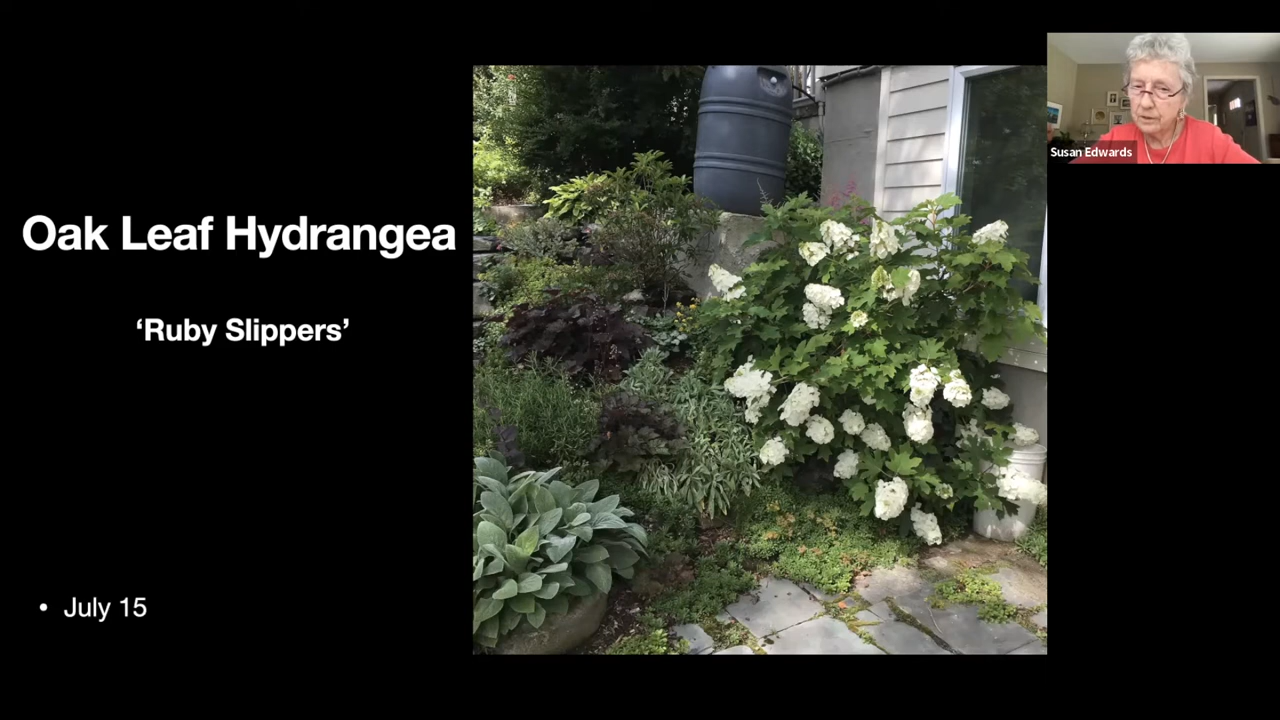 Susan Edwards
Oak Leaf Hydrangea
‘Ruby Slippers’
• July 15